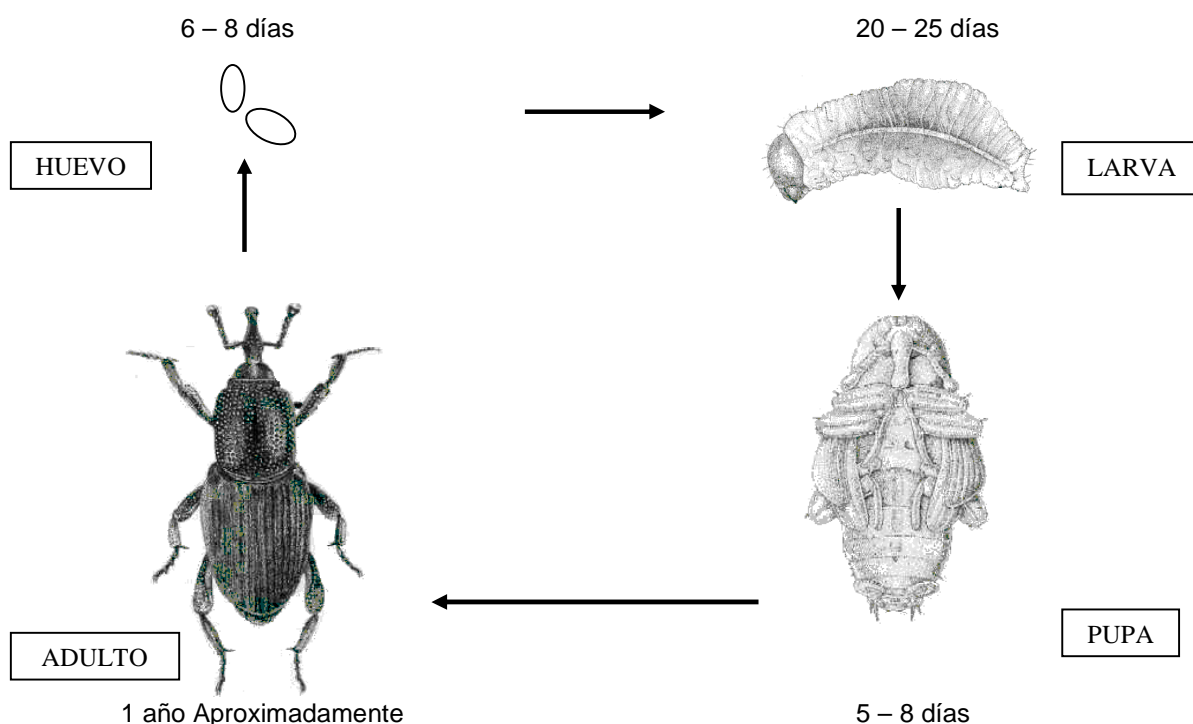 6 – 8 días
20 – 25 días
HUEVO
LARVA
ADULTO
PUPA
1 año Aproximadamente
5 – 8 días